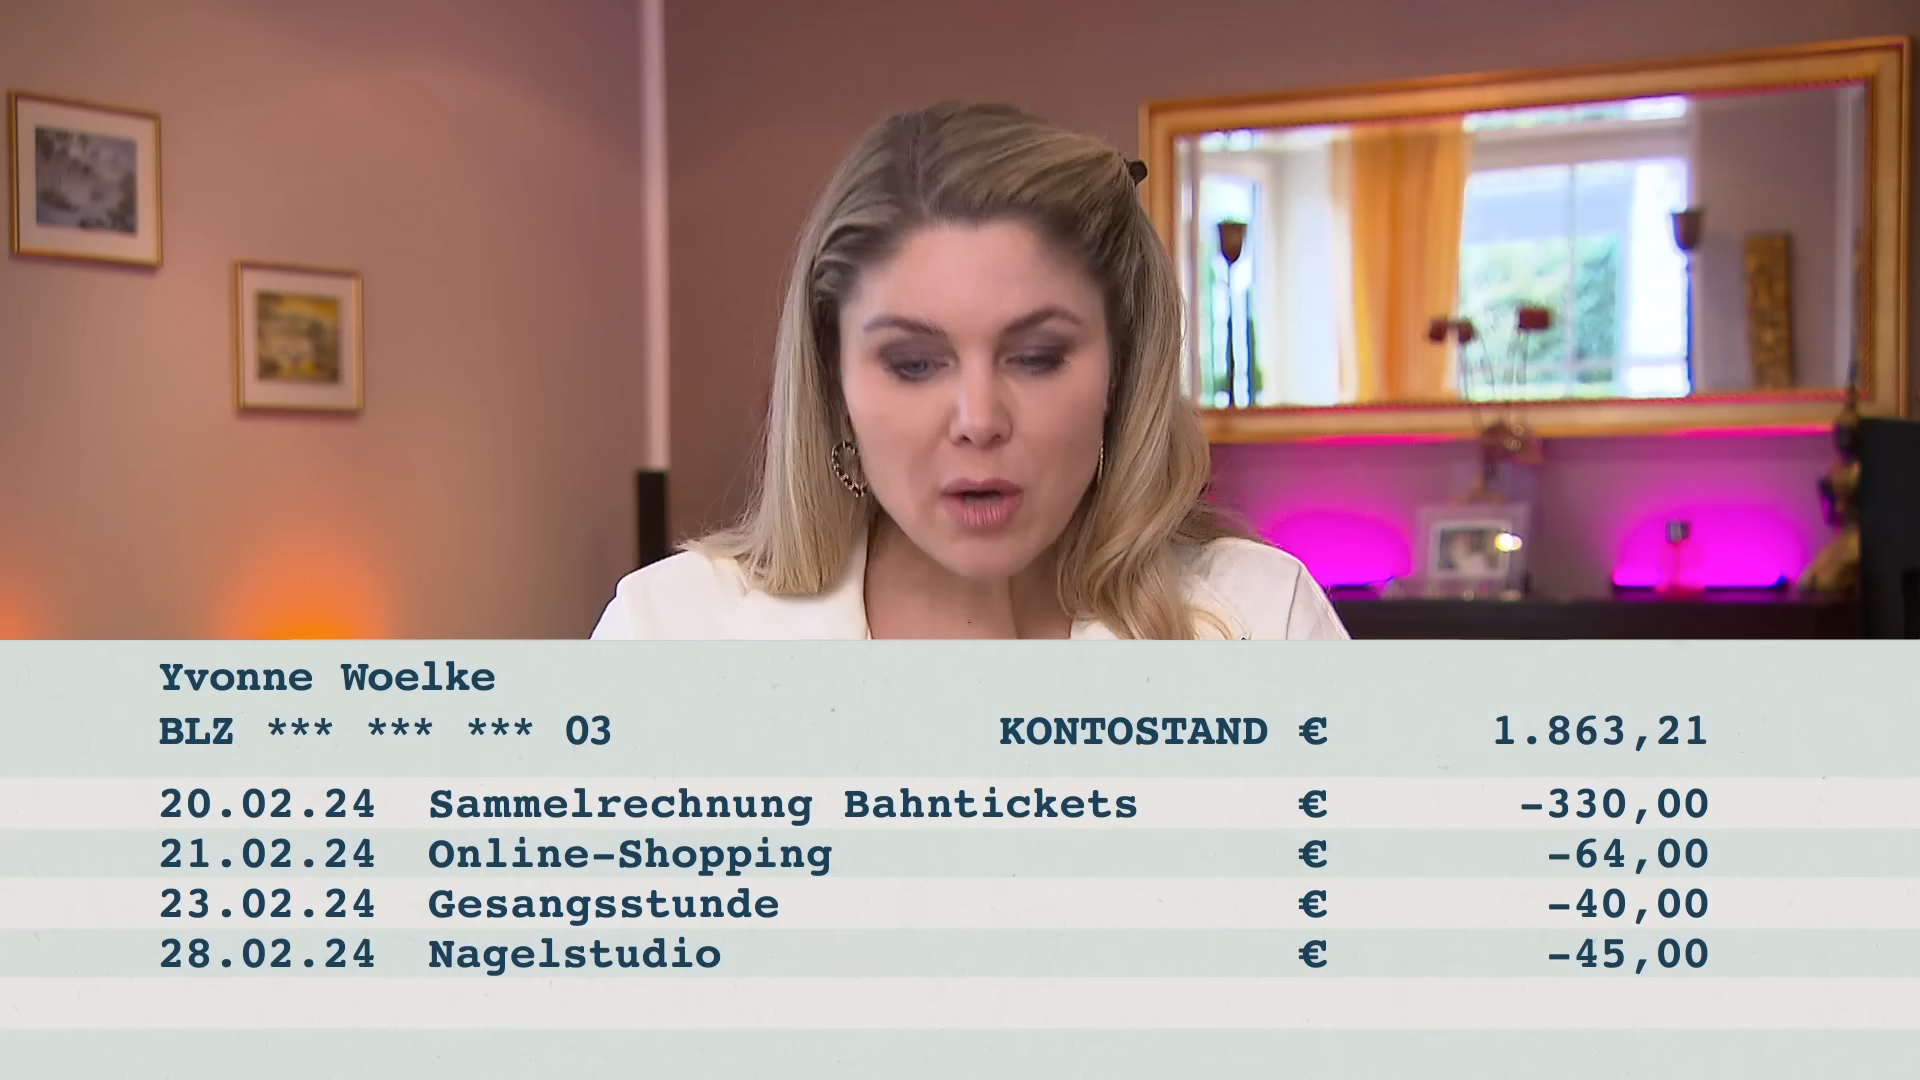 Yvonne Woelke
BLZ *** *** *** 03 KONTOSTAND € 1.863,21
20.02.24 Sammelrechnung Bahntickets € -330,00
21.02.24 Online-Shopping € -64,00
23.02.24 Gesangsstunde € -40,00
28.02.24 Nagelstudio € -45,00